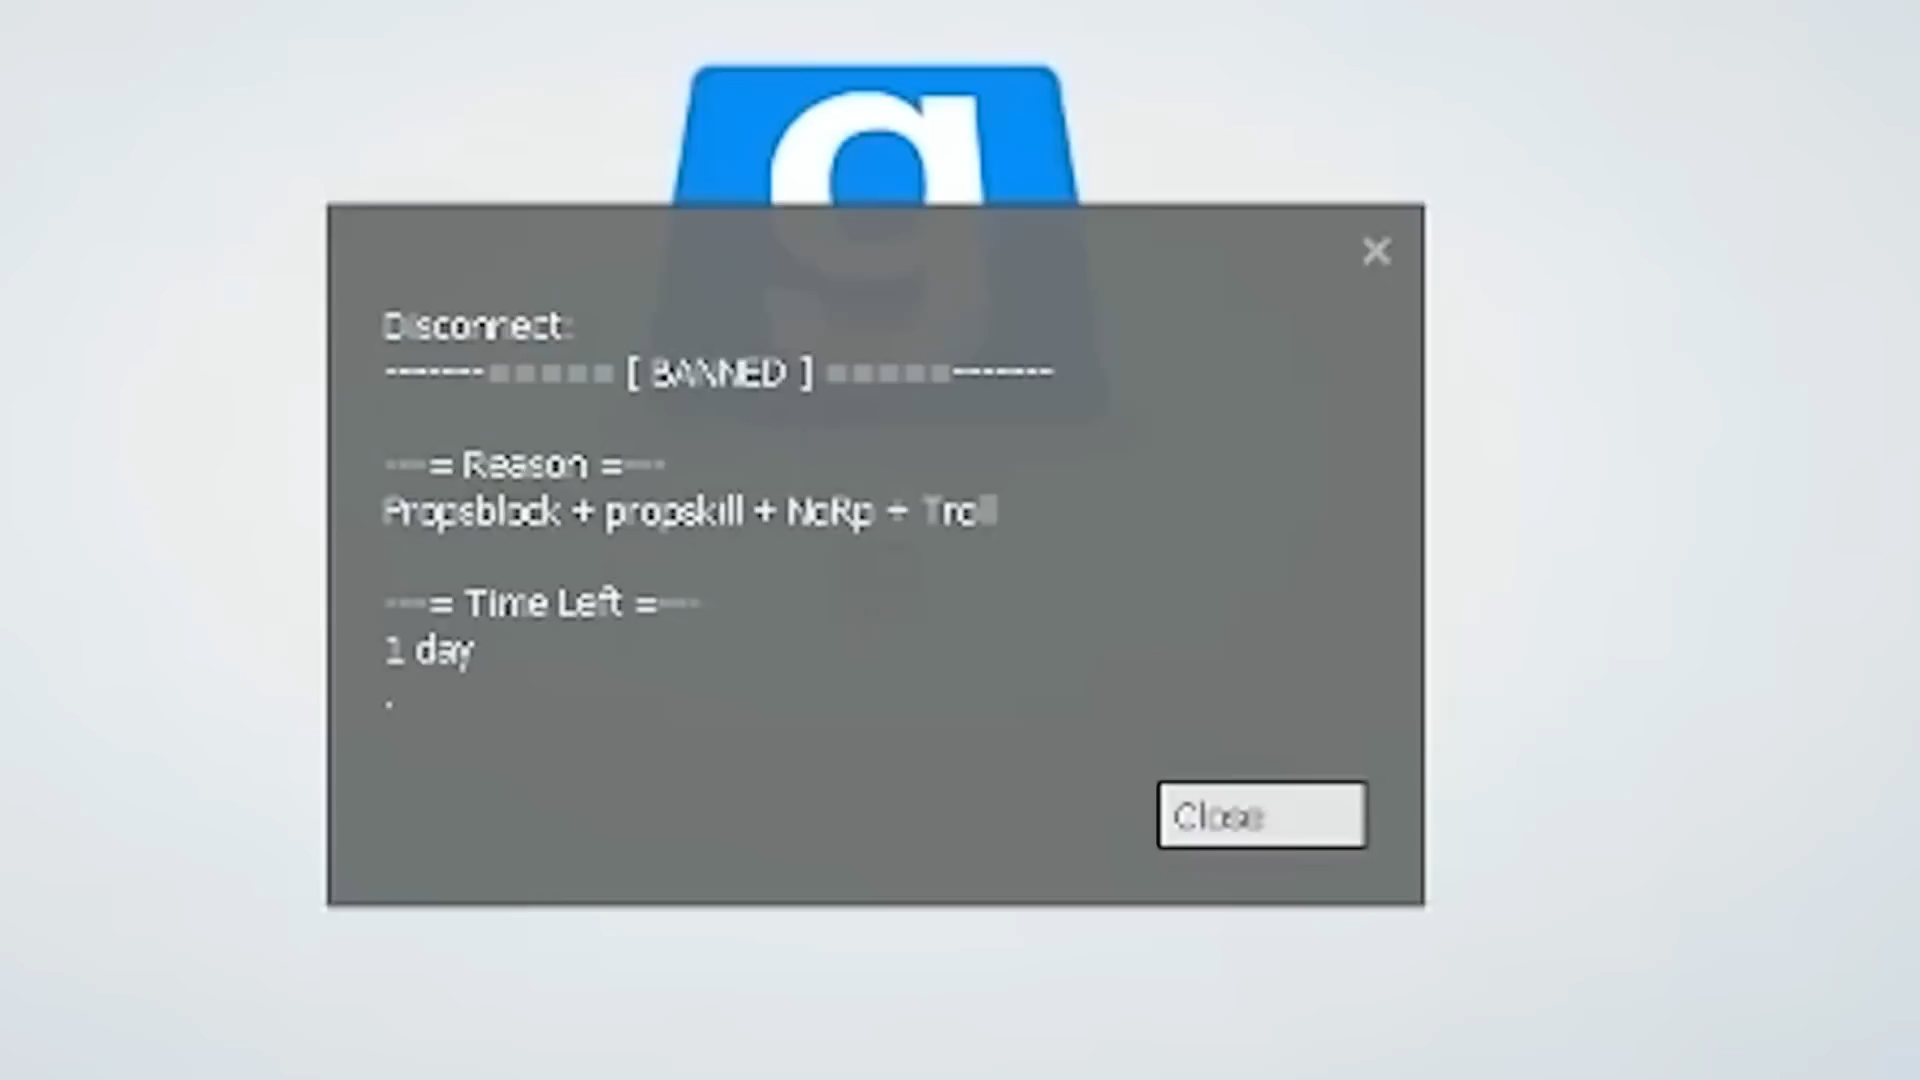 g
Disconnect:
-------===== [ BANNED ] =====-------
---= Reason =---
Propsblock + propskill + NoRp + Troll
---= Time Left =---
1 day
.
Close